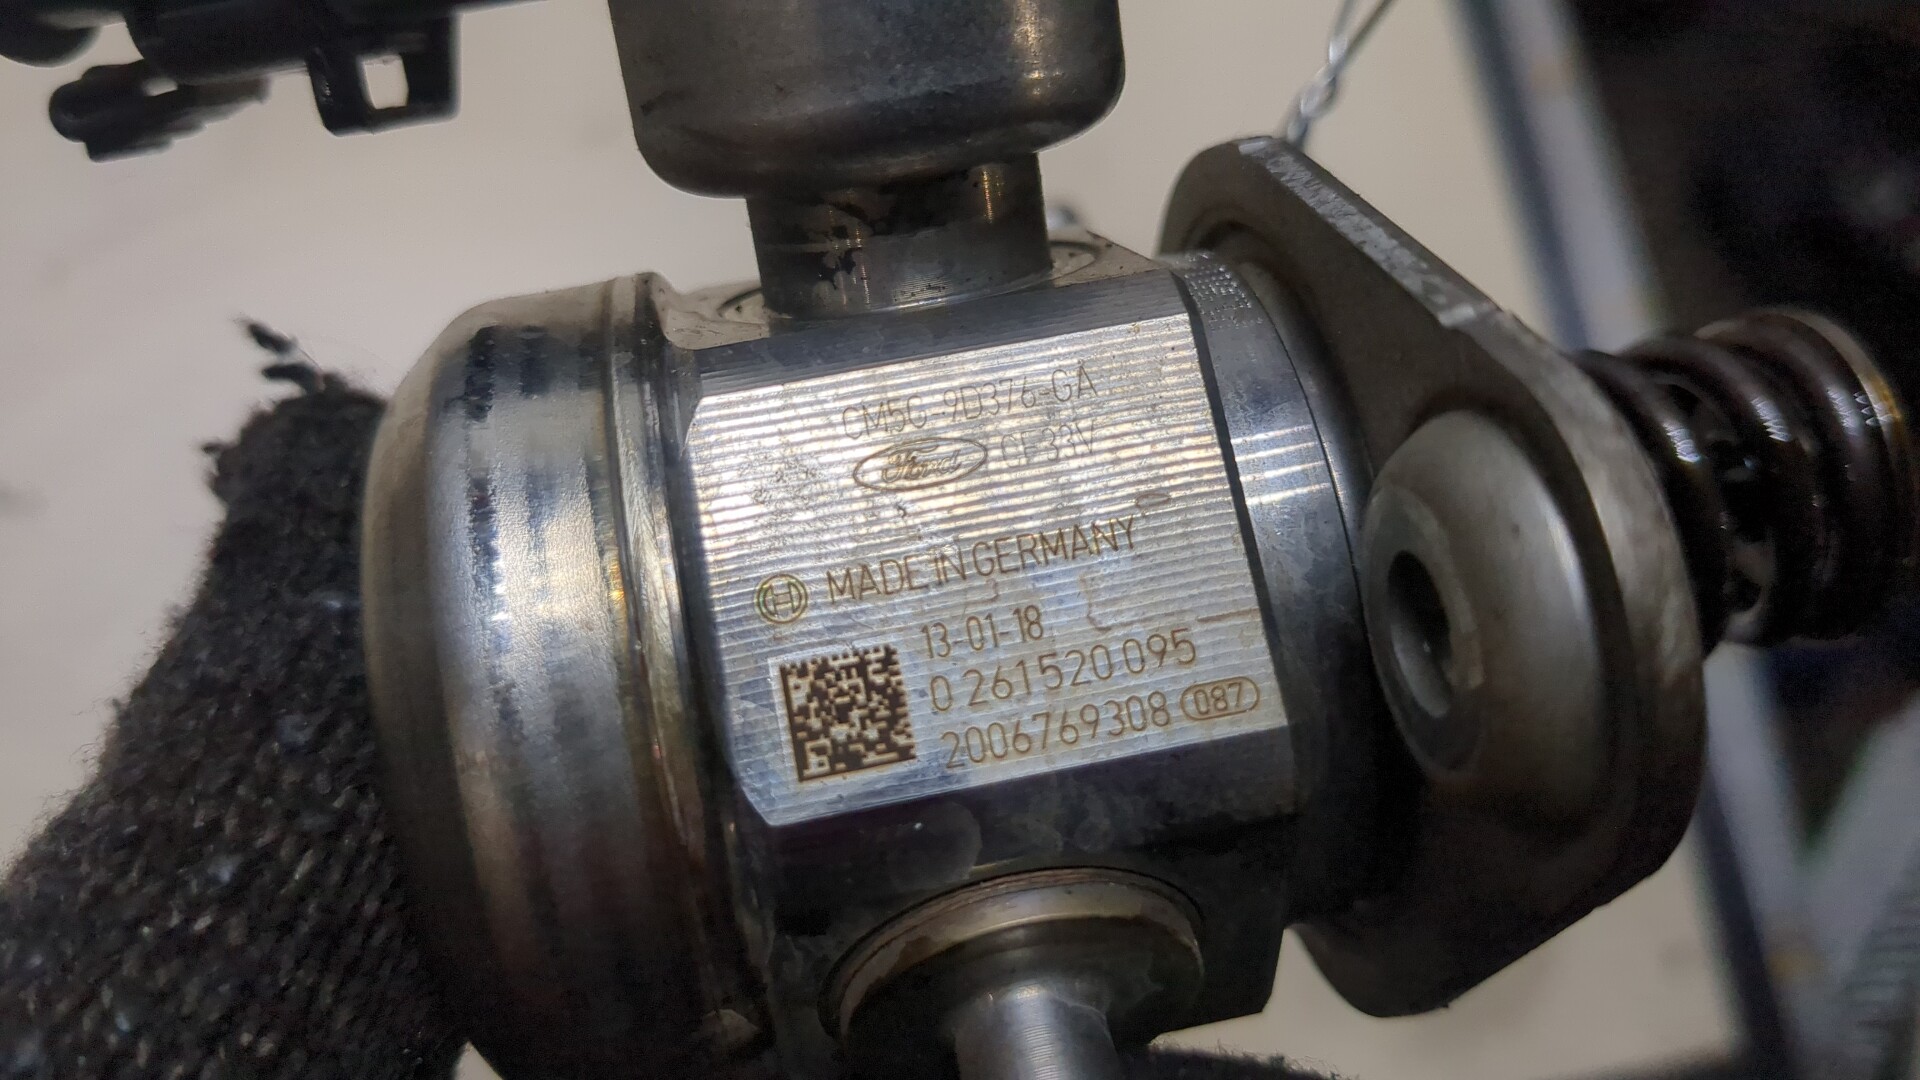 CM5G-9D376-GA
Ford CF33V
MADE IN GERMANY
13-01-18
0 261 520 095
2006769308 087